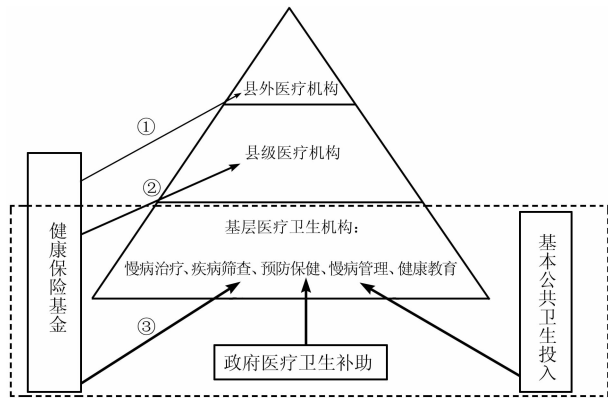 县外医疗机构
①
县级医疗机构
②
基层医疗卫生机构：
慢病治疗、疾病筛查、预防保健、慢病管理、健康教育
③
健康保险基金
政府医疗卫生补助
基本公共卫生投入